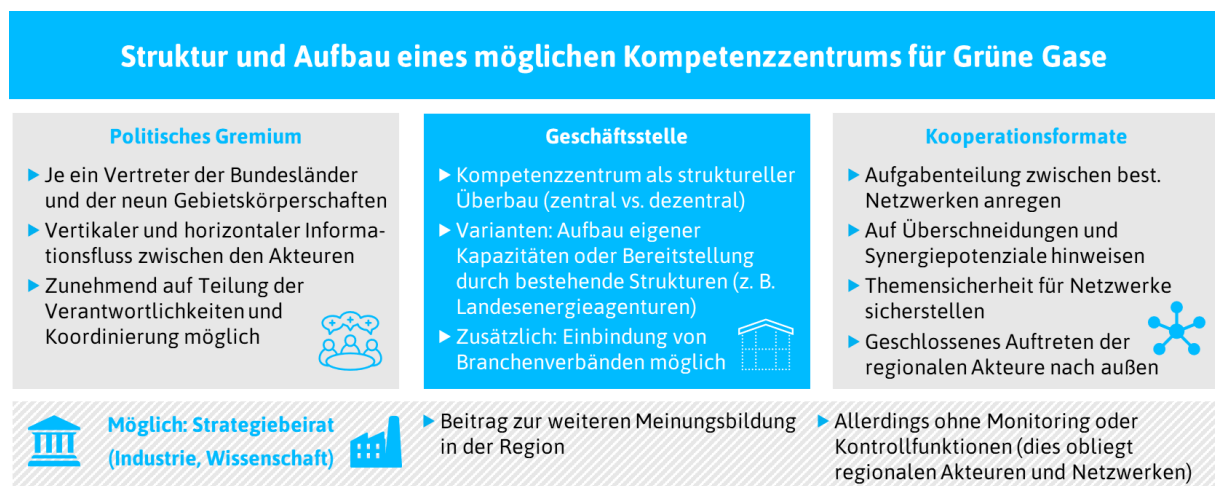 Struktur und Aufbau eines möglichen Kompetenzzentrums für Grüne Gase
Politisches Gremium
Je ein Vertreter der Bundesländer
und der neun Gebietskörperschaften
Vertikaler und horizontaler Informa-
tionsfluss zwischen den Akteuren
Zunehmend auf Teilung der
Verantwortlichkeiten und
Koordinierung möglich
Geschäftsstelle
Kompetenzzentrum als struktureller
Überbau (zentral vs. dezentral)
Varianten: Aufbau eigener
Kapazitäten oder Bereitstellung
durch bestehende Strukturen (z. B.
Landesenergieagenturen)
Zusätzlich: Einbindung von
Branchenverbänden möglich
Kooperationsformate
Aufgabenteilung zwischen best.
Netzwerken anregen
Auf Überschneidungen und
Synergiepotenziale hinweisen
Themensicherheit für Netzwerke
sicherstellen
Geschlossenes Auftreten der
regionalen Akteure nach außen
Möglich: Strategiebeirat
(Industrie, Wissenschaft)
Beitrag zur weiteren Meinungsbildung
in der Region
Allerdings ohne Monitoring oder
Kontrollfunktionen (dies obliegt
regionalen Akteuren und Netzwerken)